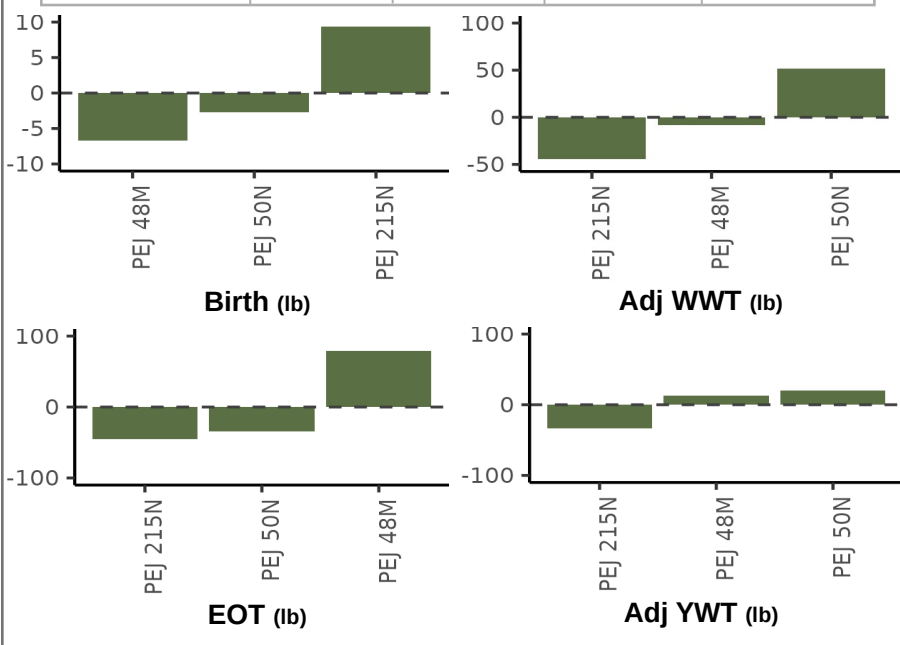 10
5
0
-5
-10
PEJ 48M
PEJ 50N
PEJ 215N
Birth (lb)
100
50
0
-50
PEJ 215N
PEJ 48M
PEJ 50N
Adj WWT (lb)
100
0
-100
PEJ 215N
PEJ 50N
PEJ 48M
EOT (lb)
100
0
-100
PEJ 215N
PEJ 48M
PEJ 50N
Adj YWT (lb)